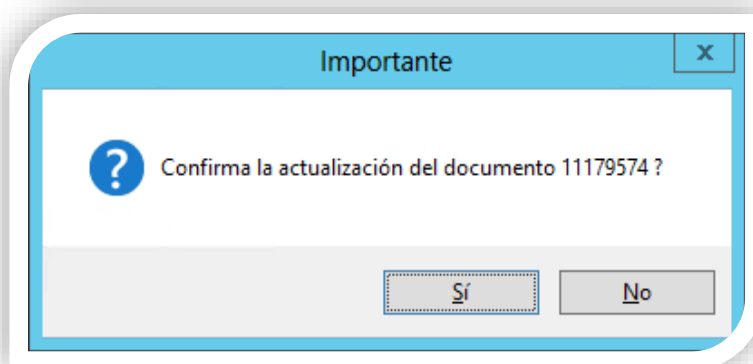 Importante
x
?
Confirma la actualización del documento 11179574 ?
Sí
No